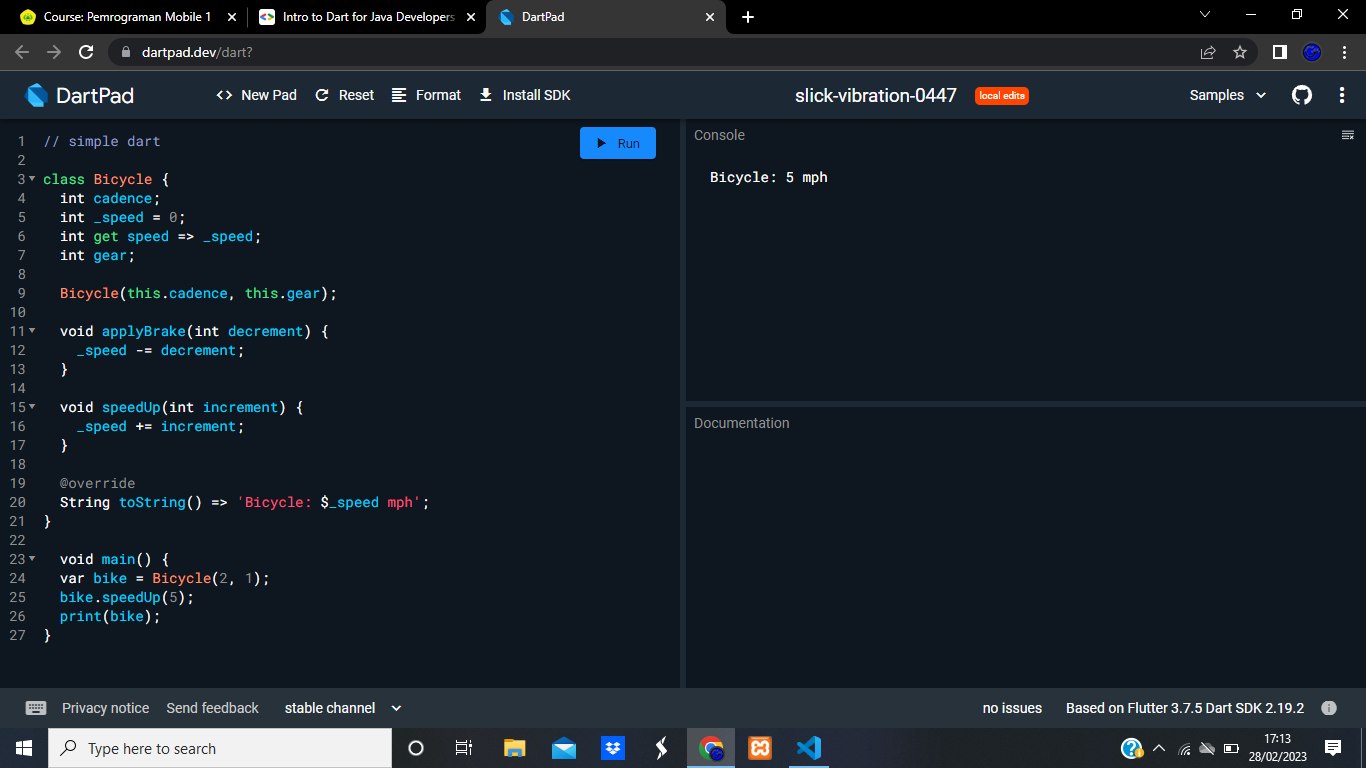 Course: Pemrograman Mobile 1
Intro to Dart for Java Developers
DartPad
dartpad.dev/dart?
DartPad
New Pad
Reset
Format
Install SDK
slick-vibration-0447
local edits
Samples
1 // simple dart
2
3 class Bicycle {
4   int cadence;
5   int _speed = 0;
6   int get speed => _speed;
7   int gear;
8
9   Bicycle(this.cadence, this.gear);
10
11   void applyBrake(int decrement) {
12     _speed -= decrement;
13   }
14
15   void speedUp(int increment) {
16     _speed += increment;
17   }
18
19   @override
20   String toString() => 'Bicycle: $_speed mph';
21 }
22
23   void main() {
24   var bike = Bicycle(2, 1);
25   bike.speedUp(5);
26   print(bike);
27 }
Run
Console
Bicycle: 5 mph
Documentation
Privacy notice
Send feedback
stable channel
no issues
Based on Flutter 3.7.5 Dart SDK 2.19.2
Type here to search
17:13
28/02/2023